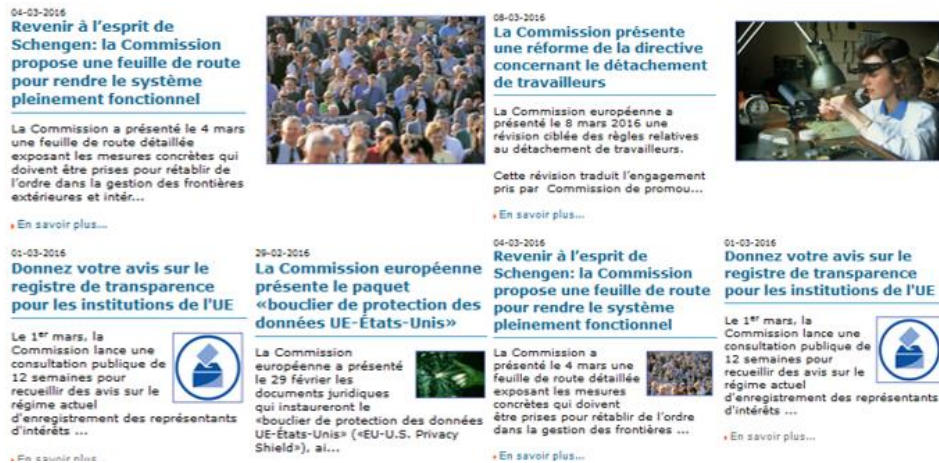 04-03-2016
Revenir à l'esprit de
Schengen: la Commission
propose une feuille de route
pour rendre le système
pleinement fonctionnel
La Commission a présenté le 4 mars
une feuille de route détaillée
exposant les mesures concrètes qui
doivent être prises pour rétablir de
l'ordre dans la gestion des frontières
extérieures et intér...
En savoir plus...
08-03-2016
La Commission présente
une réforme de la directive
concernant le détachement
de travailleurs
La Commission européenne a
présenté le 8 mars 2016 une
révision ciblée des règles relatives
au détachement de travailleurs.
Cette révision traduit l'engagement
pris par Commission de promou...
En savoir plus...
01-03-2016
Donnez votre avis sur le
registre de transparence
pour les institutions de l'UE
Le 1er mars, la
Commission lance une
consultation publique de
12 semaines pour
recueillir des avis sur le
régime actuel
d'enregistrement des représentants
d'intérêts ...
En savoir plus...
29-02-2016
La Commission européenne
présente le paquet
«bouclier de protection des
données UE-États-Unis»
La Commission
européenne a présenté
le 29 février les
documents juridiques
qui instaureront le
«bouclier de protection des données
UE-États-Unis» («EU-U.S. Privacy
Shield»), ai...
04-03-2016
Revenir à l'esprit de
Schengen: la Commission
propose une feuille de route
pour rendre le système
pleinement fonctionnel
La Commission a
présenté le 4 mars une
feuille de route détaillée
exposant les mesures
concrètes qui doivent
être prises pour rétablir de l'ordre
dans la gestion des frontières ...
En savoir plus...
01-03-2016
Donnez votre avis sur le
registre de transparence
pour les institutions de l'UE
Le 1er mars, la
Commission lance une
consultation publique de
12 semaines pour
recueillir des avis sur le
régime actuel
d'enregistrement des représentants
d'intérêts ...
En savoir plus...